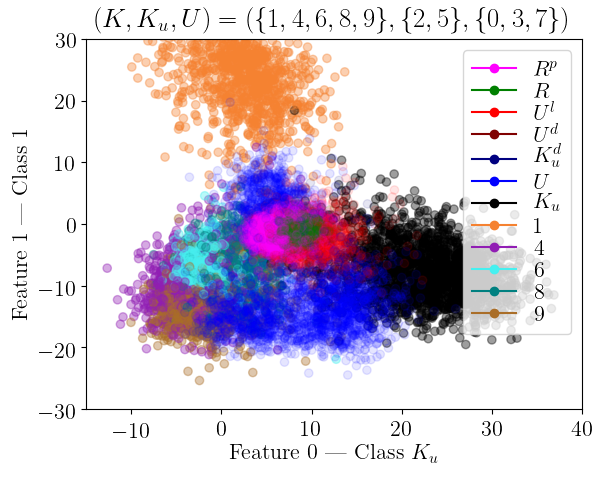 (K, K_u, U) = ({1, 4, 6, 8, 9}, {2, 5}, {0, 3, 7})
30
20
10
0
−10
−20
−30
Feature 1 — Class 1
R^p
R
U^l
U^d
K_u^d
U
K_u
1
4
6
8
9
−10
0
10
20
30
40
Feature 0 — Class K_u